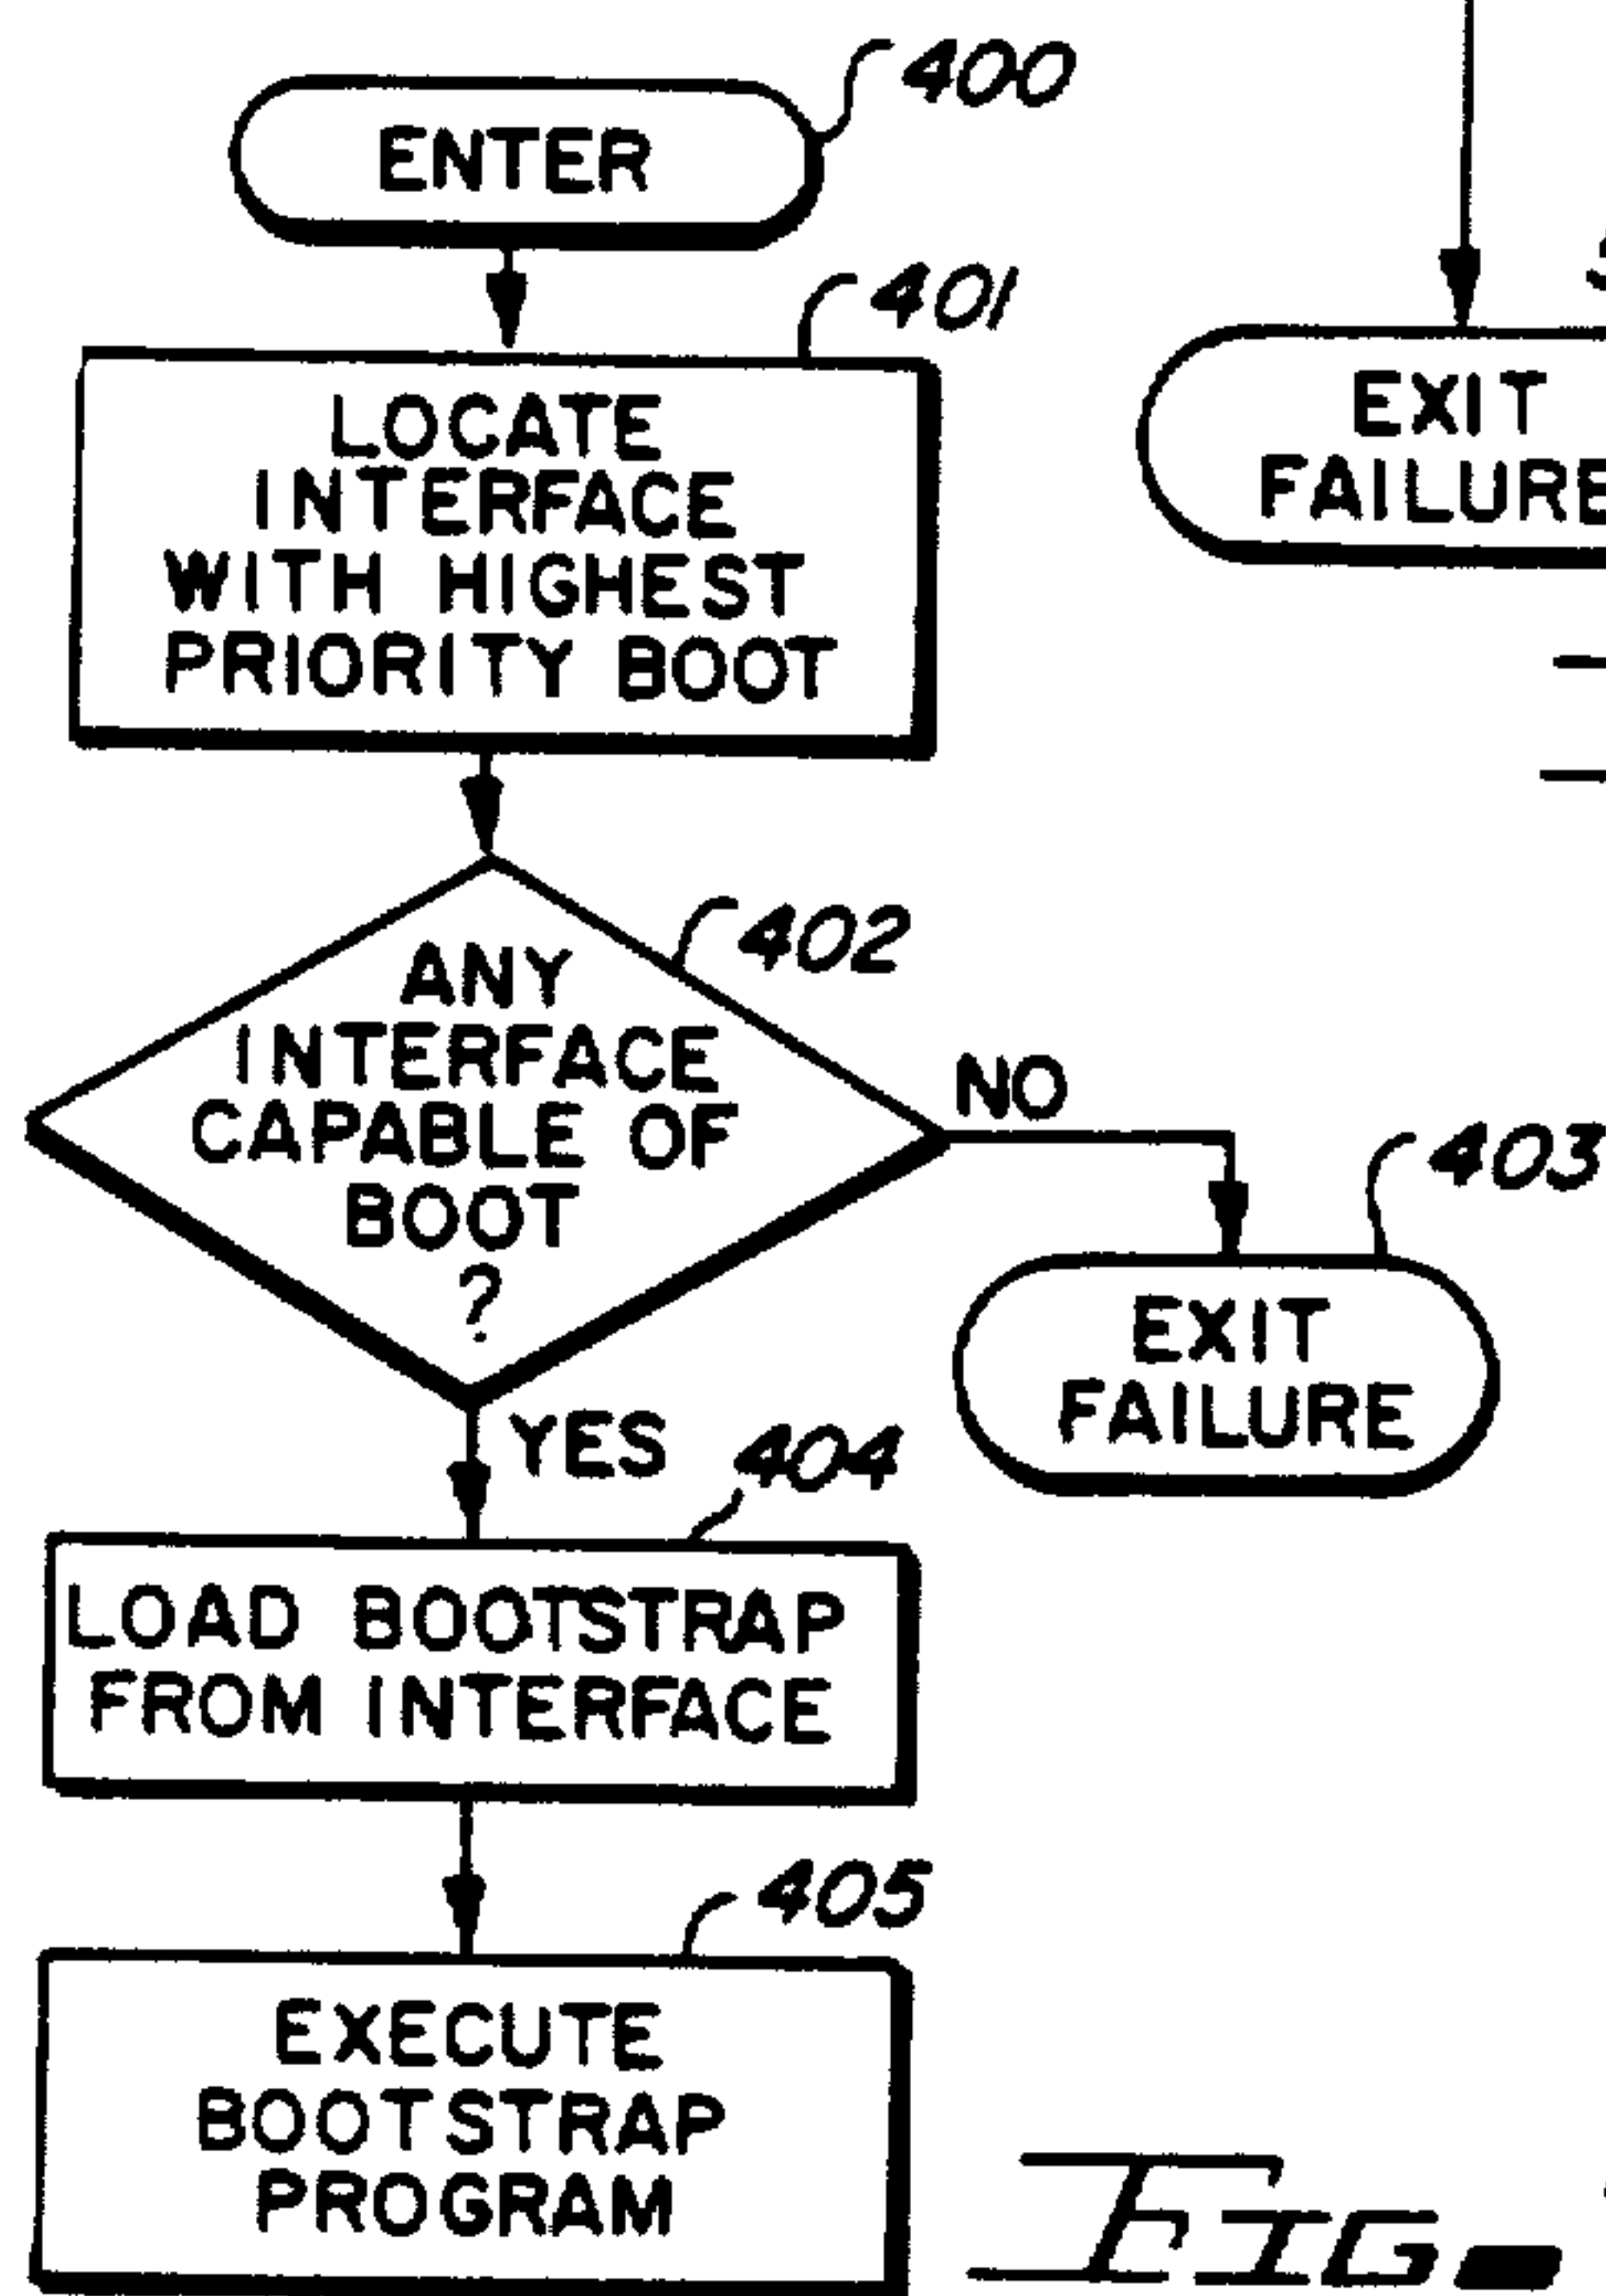 400
ENTER
401
LOCATE
INTERFACE
WITH HIGHEST
PRIORITY BOOT
EXIT
FAILURE
402
ANY
INTERFACE
CAPABLE OF
BOOT
?
NO
403
EXIT
FAILURE
YES
404
LOAD BOOTSTRAP
FROM INTERFACE
405
EXECUTE
BOOTSTRAP
PROGRAM
FIG.